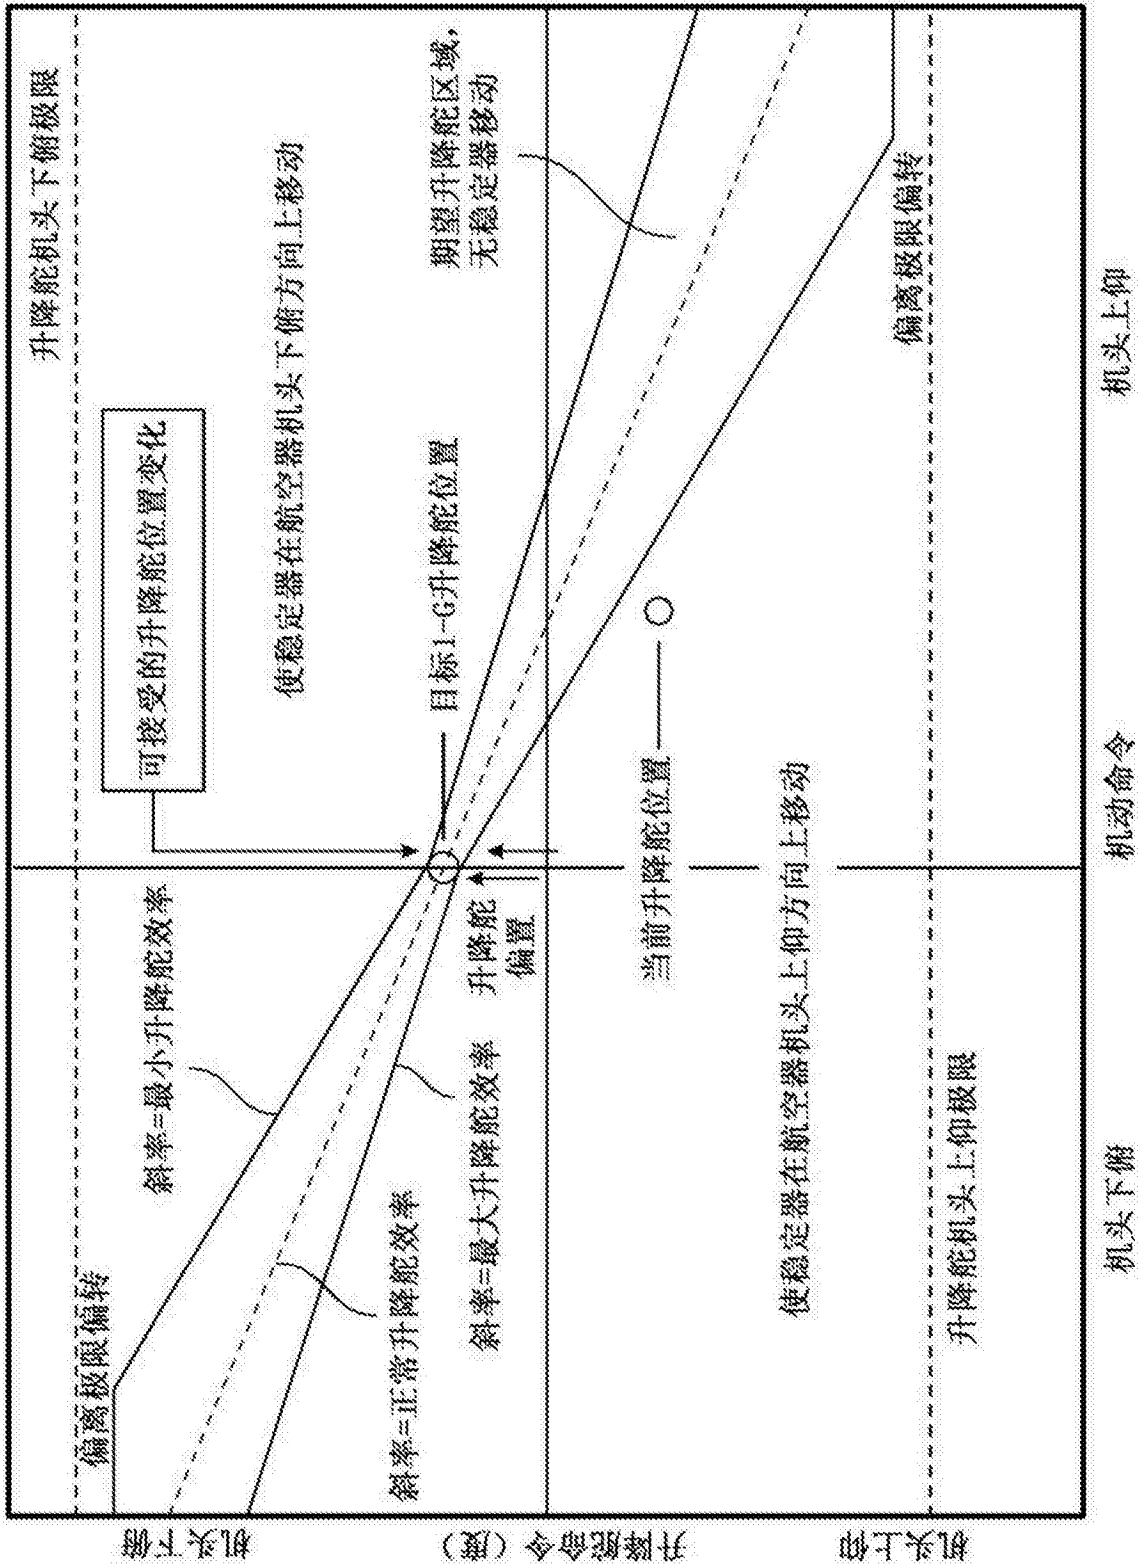 升降舵机头下俯极限
可接受的升降舵位置变化
使稳定器在航空器机头下俯方向上移动
期望升降舵区域,
无稳定器移动
目标1-G升降舵位置
偏离极限偏转
斜率=最小升降舵效率
斜率=正常升降舵效率
斜率=最大升降舵效率
升降舵
偏置
当前升降舵位置
使稳定器在航空器机头上仰方向上移动
偏离极限偏转
升降舵机头上仰极限
机头下俯
升降舵命令(度)
机头上仰
机头下俯
机动命令
机头上仰